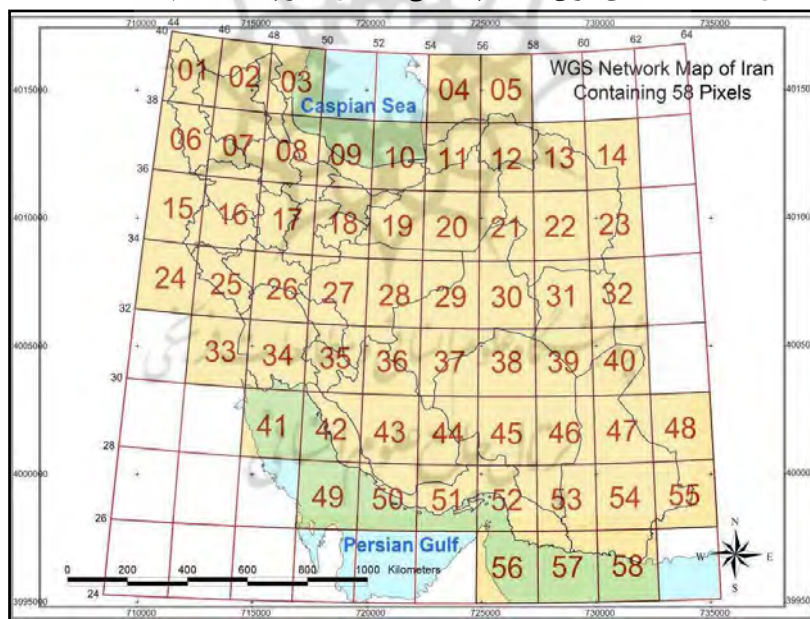 710000 715000 720000 725000 730000 735000
44 46 48 50 52 54 56 58 60 62 64
40
WGS Network Map of Iran
Containing 58 Pixels
4015000 01 02 03 04 05 4015000
Caspian Sea
38
06 07 08 09 10 11 12 13 14
36
4010000 15 16 17 18 19 20 21 22 23 4010000
34
24 25 26 27 28 29 30 31 32
32
4005000 33 34 35 36 37 38 39 40 4005000
30
41 42 43 44 45 46 47 48
28
4000000 49 50 51 52 53 54 55 4000000
26
Persian Gulf
N
W E
S
56 57 58
0 200 400 600 800 1000 Kilometers
24
3995000
710000 715000 720000 725000 730000